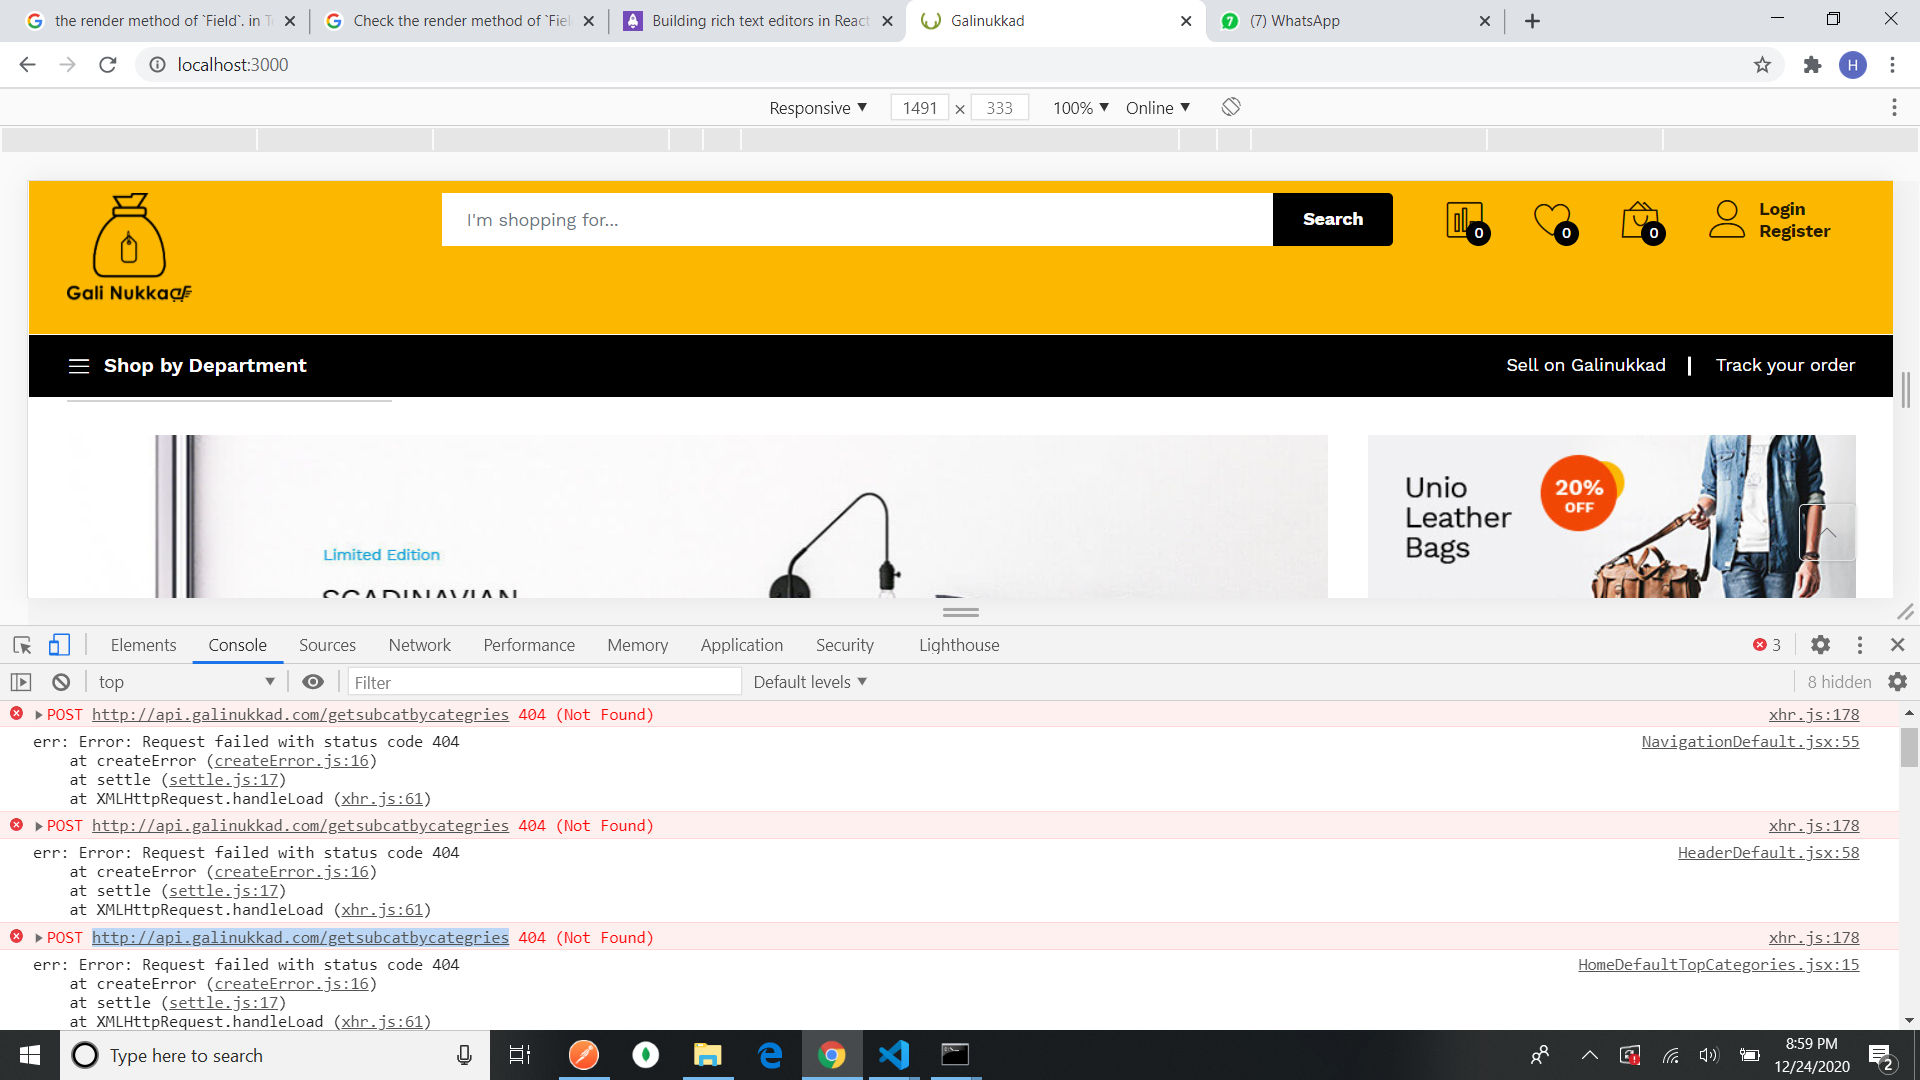 the render method of `Field`. in T
Check the render method of `Fiel
Building rich text editors in React
Galinukkad
(7) WhatsApp
localhost:3000
H
Responsive
1491 × 333
100%
Online
Gali Nukkad
I'm shopping for...
Search
0
0
0
Login
Register
Shop by Department
Sell on Galinukkad
Track your order
Limited Edition
SCADINAVIAN
Unio
Leather
Bags
20%
OFF
Elements Console Sources Network Performance Memory Application Security Lighthouse
3
top
Filter
Default levels
8 hidden
POST http://api.galinukkad.com/getsubcatbycategries 404 (Not Found) xhr.js:178
err: Error: Request failed with status code 404 NavigationDefault.jsx:55
at createError (createError.js:16)
at settle (settle.js:17)
at XMLHttpRequest.handleLoad (xhr.js:61)
POST http://api.galinukkad.com/getsubcatbycategries 404 (Not Found) xhr.js:178
err: Error: Request failed with status code 404 HeaderDefault.jsx:58
at createError (createError.js:16)
at settle (settle.js:17)
at XMLHttpRequest.handleLoad (xhr.js:61)
POST http://api.galinukkad.com/getsubcatbycategries 404 (Not Found) xhr.js:178
err: Error: Request failed with status code 404 HomeDefaultTopCategories.jsx:15
at createError (createError.js:16)
at settle (settle.js:17)
at XMLHttpRequest.handleLoad (xhr.js:61)
Type here to search
8:59 PM
12/24/2020
2